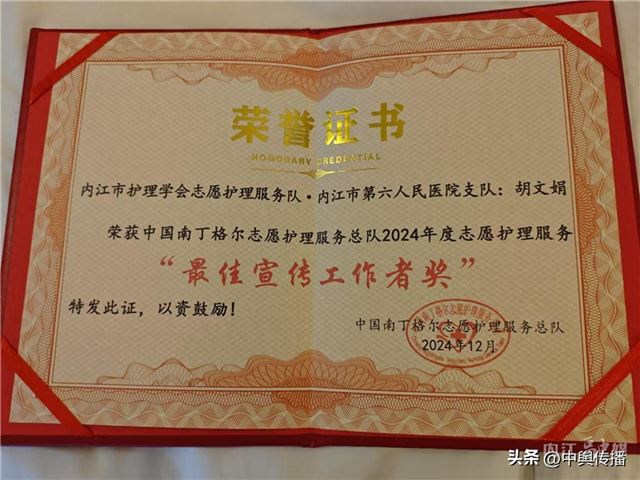 荣誉证书
HONORARY CREDENTIAL
内江市护理学会志愿护理服务队·内江市第六人民医院支队：胡文娟
荣获中国南丁格尔志愿护理服务总队2024年度志愿护理服务
“最佳宣传工作者奖”
特发此证，以资鼓励！
中国南丁格尔志愿护理服务总队
2024年12月
内江
头条 @中舆传播